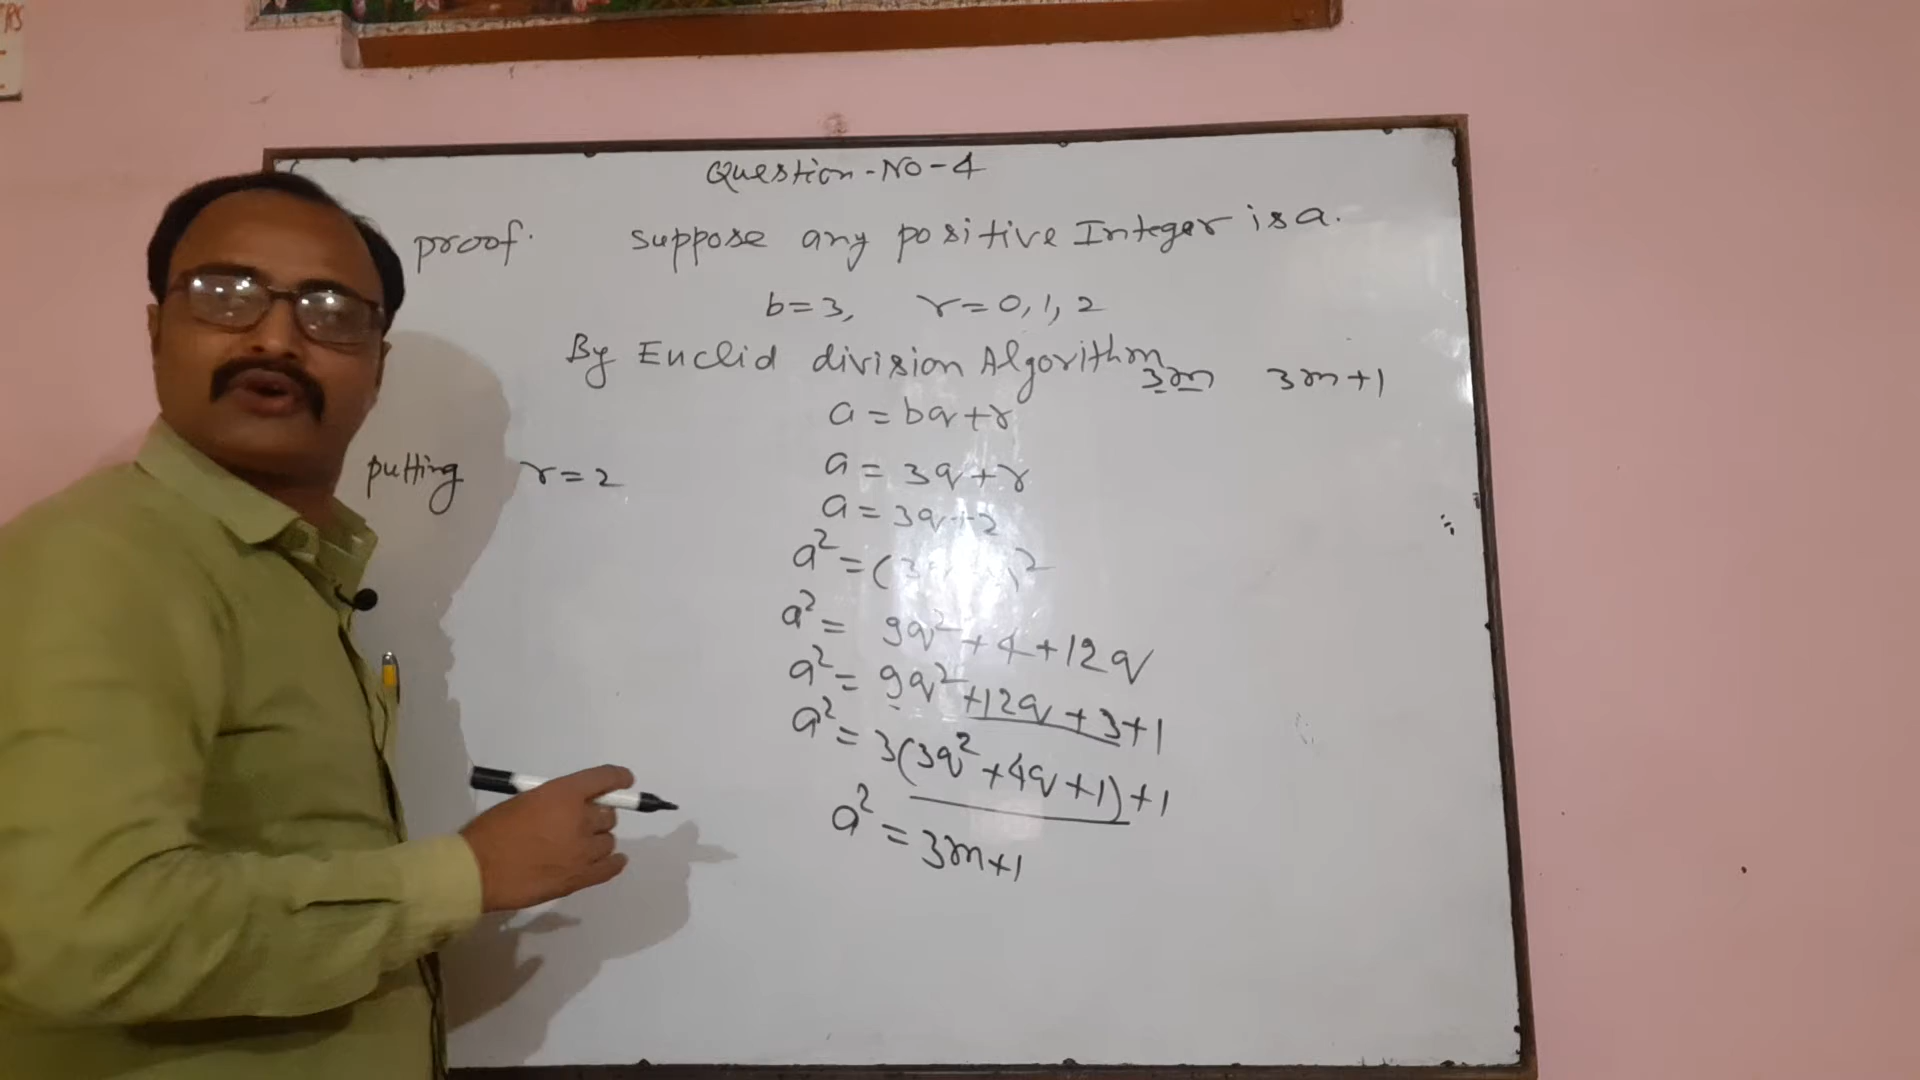 Question-No-4
proof. suppose any positive Integer is a.
b=3, r=0,1,2
By Euclid division Algorithm
3m 3m+1
a = bq+r
a = 3q+r
putting r=2
a = 3q+2
a² = (3 )²
a² = 9q²+4+12q
a² = 9q²+12q+3+1
a² = 3(3q²+4q+1)+1
a² = 3m+1